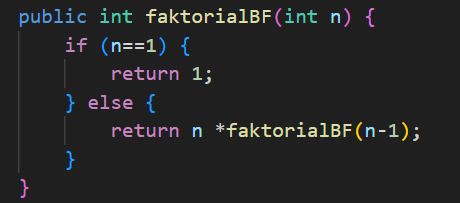 public int faktorialBF(int n) {
    if (n==1) {
        return 1;
    } else {
        return n *faktorialBF(n-1);
    }
}